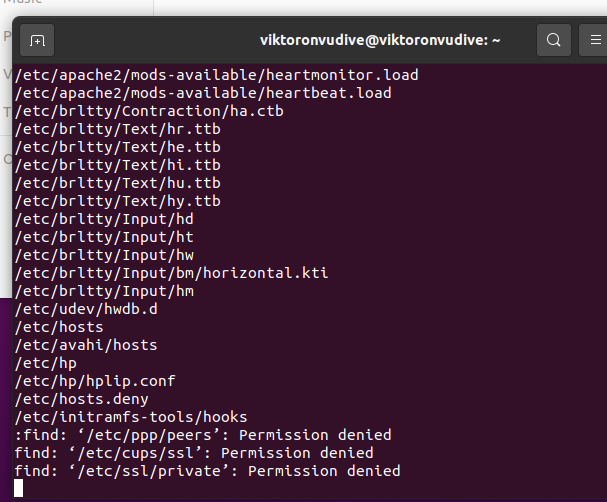 Music
P
V
T
O
viktoronvudive@viktoronvudive: ~
/etc/apache2/mods-available/heartmonitor.load
/etc/apache2/mods-available/heartbeat.load
/etc/brltty/Contraction/ha.ctb
/etc/brltty/Text/hr.ttb
/etc/brltty/Text/he.ttb
/etc/brltty/Text/hi.ttb
/etc/brltty/Text/hu.ttb
/etc/brltty/Text/hy.ttb
/etc/brltty/Input/hd
/etc/brltty/Input/ht
/etc/brltty/Input/hw
/etc/brltty/Input/bm/horizontal.kti
/etc/brltty/Input/hm
/etc/udev/hwdb.d
/etc/hosts
/etc/avahi/hosts
/etc/hp
/etc/hp/hplip.conf
/etc/hosts.deny
/etc/initramfs-tools/hooks
:find: ‘/etc/ppp/peers’: Permission denied
find: ‘/etc/cups/ssl’: Permission denied
find: ‘/etc/ssl/private’: Permission denied